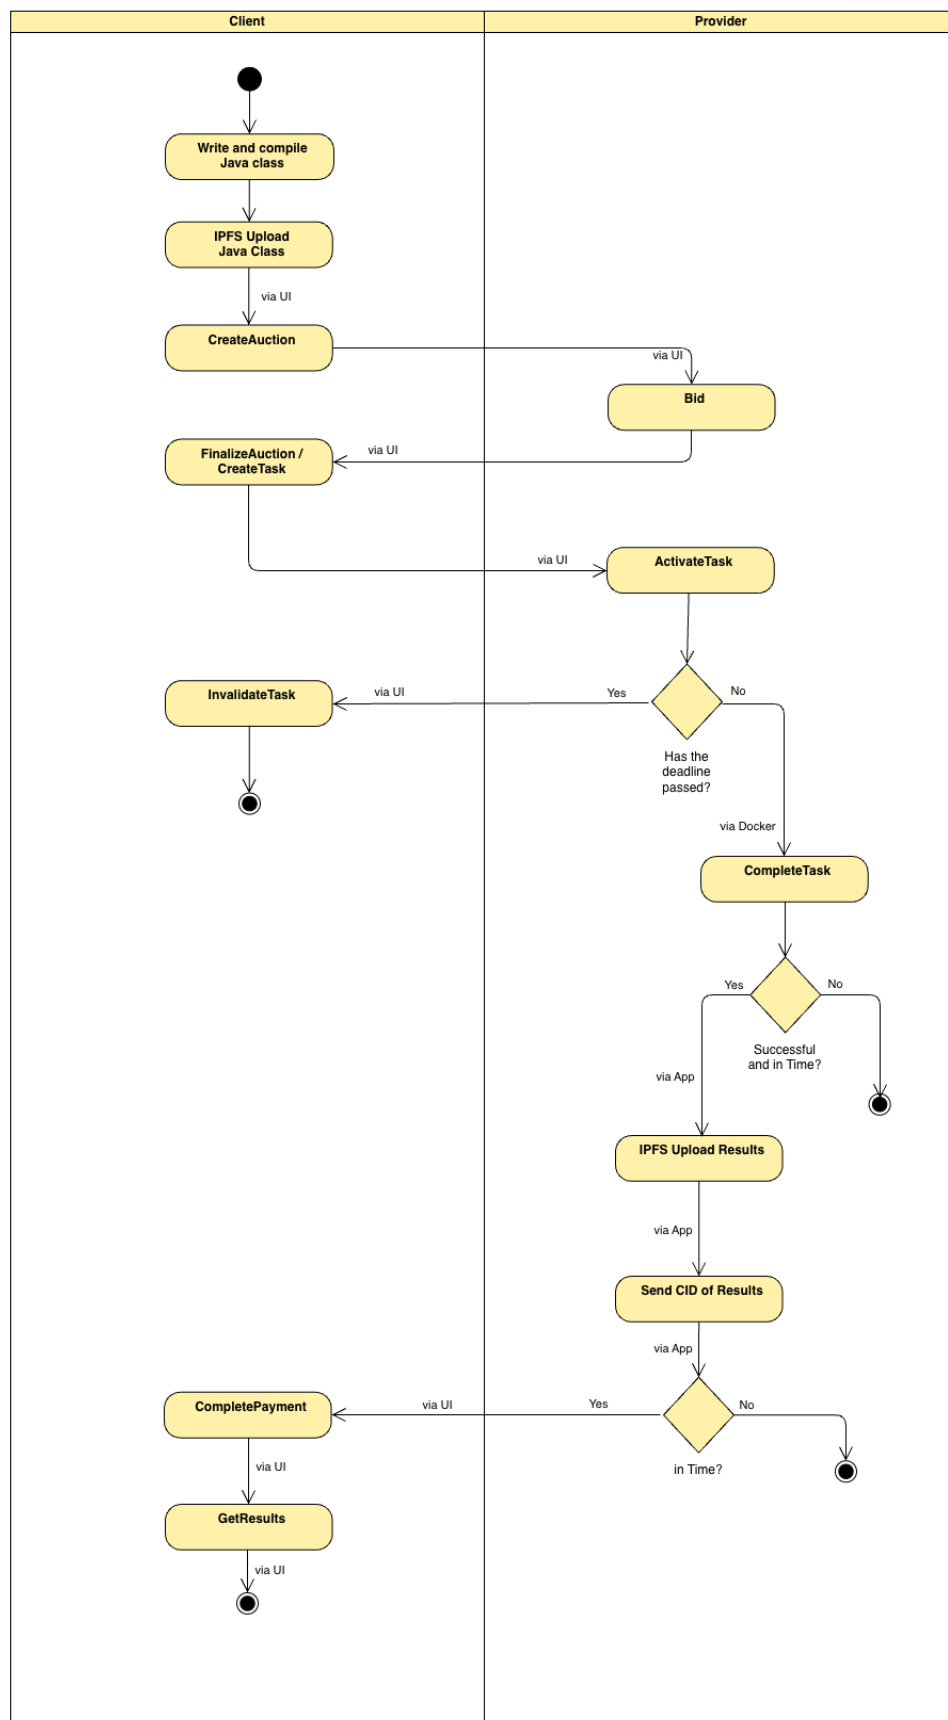 Client
Provider
Write and compile
Java class
IPFS Upload
Java Class
via UI
CreateAuction
via UI
Bid
FinalizeAuction /
CreateTask
via UI
via UI
ActivateTask
InvalidateTask
via UI
Yes
No
Has the
deadline
passed?
via Docker
CompleteTask
Yes
No
Successful
and in Time?
via App
IPFS Upload Results
via App
Send CID of Results
via App
CompletePayment
via UI
Yes
No
in Time?
via UI
GetResults
via UI